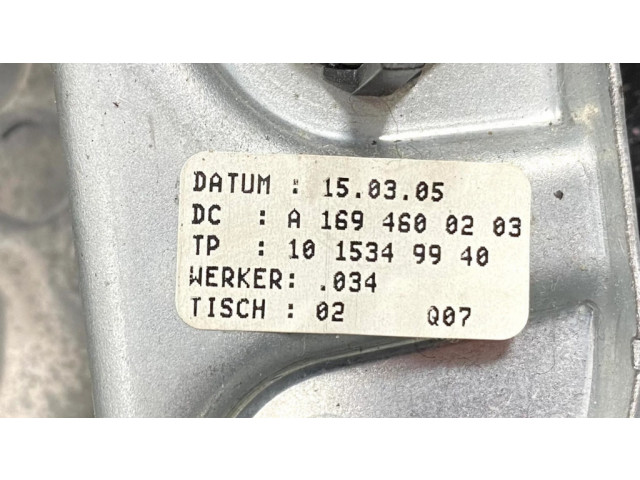 DATUM : 15.03.05
DC : A 169 460 02 03
TP : 10 1534 99 40
WERKER: .034
TISCH : 02 Q07